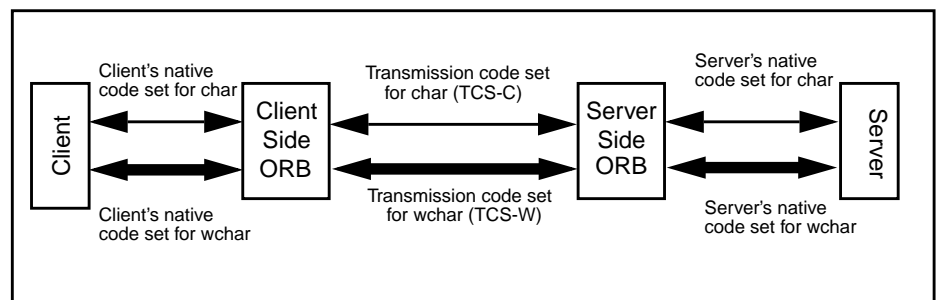 Client's native
code set for char
Transmission code set
for char (TCS-C)
Server's native
code set for char
Client
Client
Side
ORB
Server
Side
ORB
Server
Client's native
code set for wchar
Transmission code set
for wchar (TCS-W)
Server's native
code set for wchar